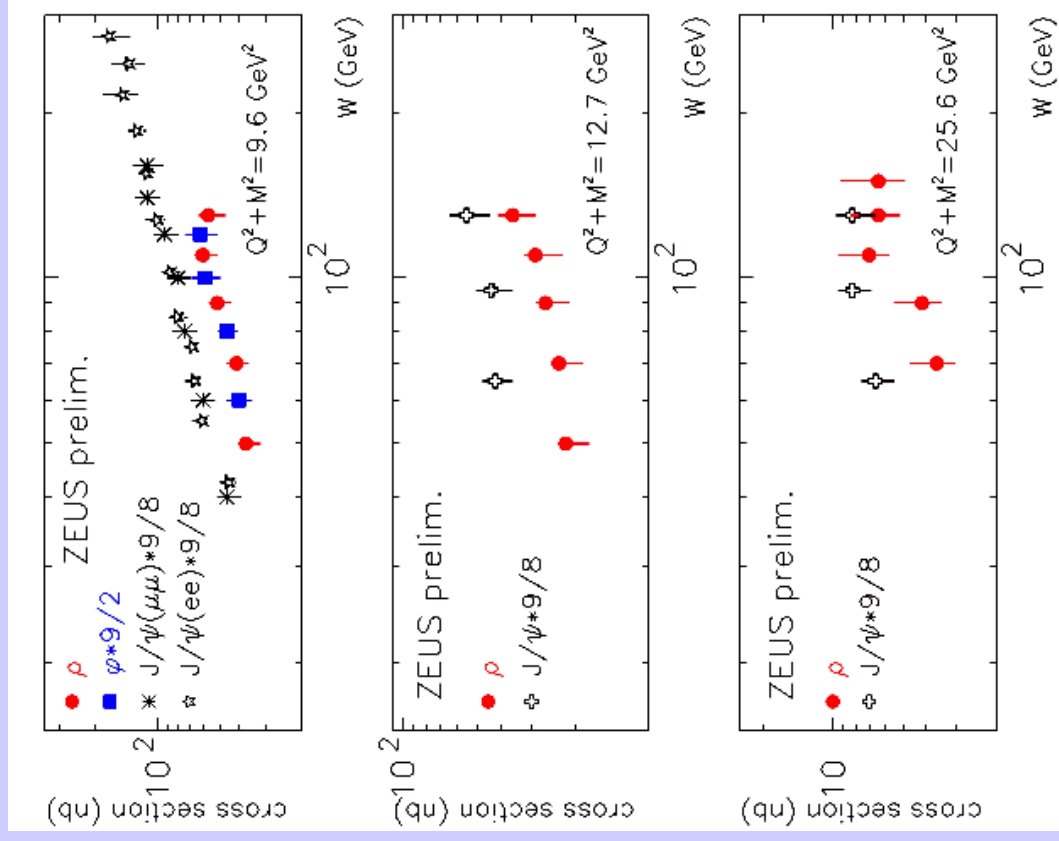 cross section (nb)
10²
ZEUS prelim.
ρ
φ*9/2
J/ψ(μμ)*9/8
J/ψ(ee)*9/8
Q²+M²=9.6 GeV²
10²
W (GeV)
cross section (nb)
10²
ZEUS prelim.
ρ
J/ψ*9/8
Q²+M²=12.7 GeV²
10²
W (GeV)
cross section (nb)
10
ZEUS prelim.
ρ
J/ψ*9/8
Q²+M²=25.6 GeV²
10²
W (GeV)